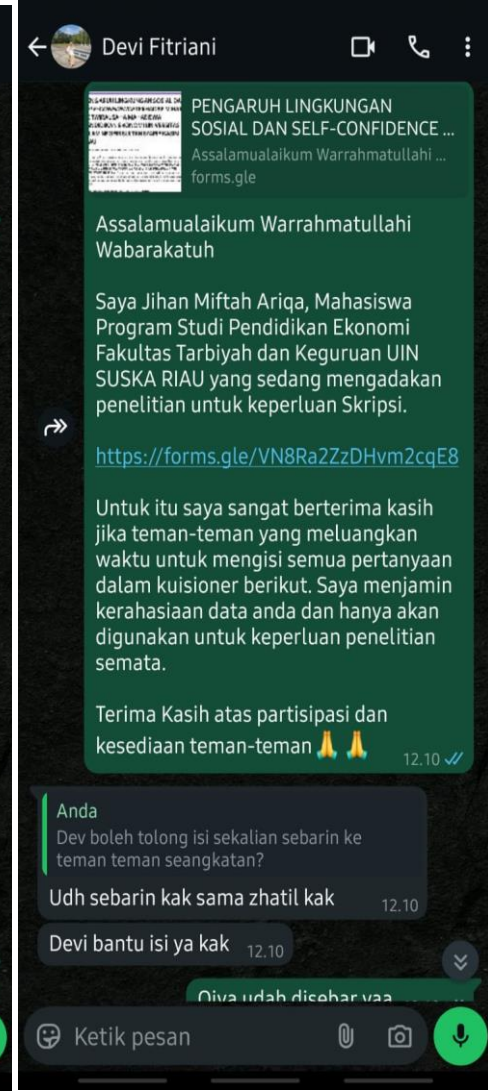 Devi Fitriani
PENGARUH LINGKUNGAN
SOSIAL DAN SELF-CONFIDENCE ...
Assalamualaikum Warrahmatullahi ...
forms.gle
Assalamualaikum Warrahmatullahi
Wabarakatuh
Saya Jihan Miftah Ariqa, Mahasiswa
Program Studi Pendidikan Ekonomi
Fakultas Tarbiyah dan Keguruan UIN
SUSKA RIAU yang sedang mengadakan
penelitian untuk keperluan Skripsi.
https://forms.gle/VN8Ra2ZzDHvm2cqE8
Untuk itu saya sangat berterima kasih
jika teman-teman yang meluangkan
waktu untuk mengisi semua pertanyaan
dalam kuisioner berikut. Saya menjamin
kerahasiaan data anda dan hanya akan
digunakan untuk keperluan penelitian
semata.
Terima Kasih atas partisipasi dan
kesediaan teman-teman 🙏 🙏
12.10
Anda
Dev boleh tolong isi sekalian sebarin ke
teman teman seangkatan?
Udh sebarin kak sama zhatil kak 12.10
Devi bantu isi ya kak 12.10
Oiya udah disebar yaa
Ketik pesan